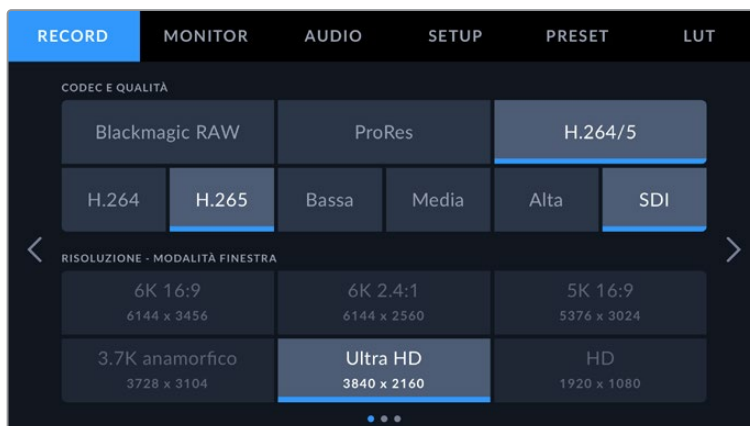 RECORD MONITOR AUDIO SETUP PRESET LUT
CODEC E QUALITÀ
Blackmagic RAW ProRes H.264/5
H.264 H.265 Bassa Media Alta SDI
RISOLUZIONE - MODALITÀ FINESTRA
6K 16:9 6K 2.4:1 5K 16:9
6144 x 3456 6144 x 2560 5376 x 3024
3.7K anamorfico Ultra HD HD
3728 x 3104 3840 x 2160 1920 x 1080